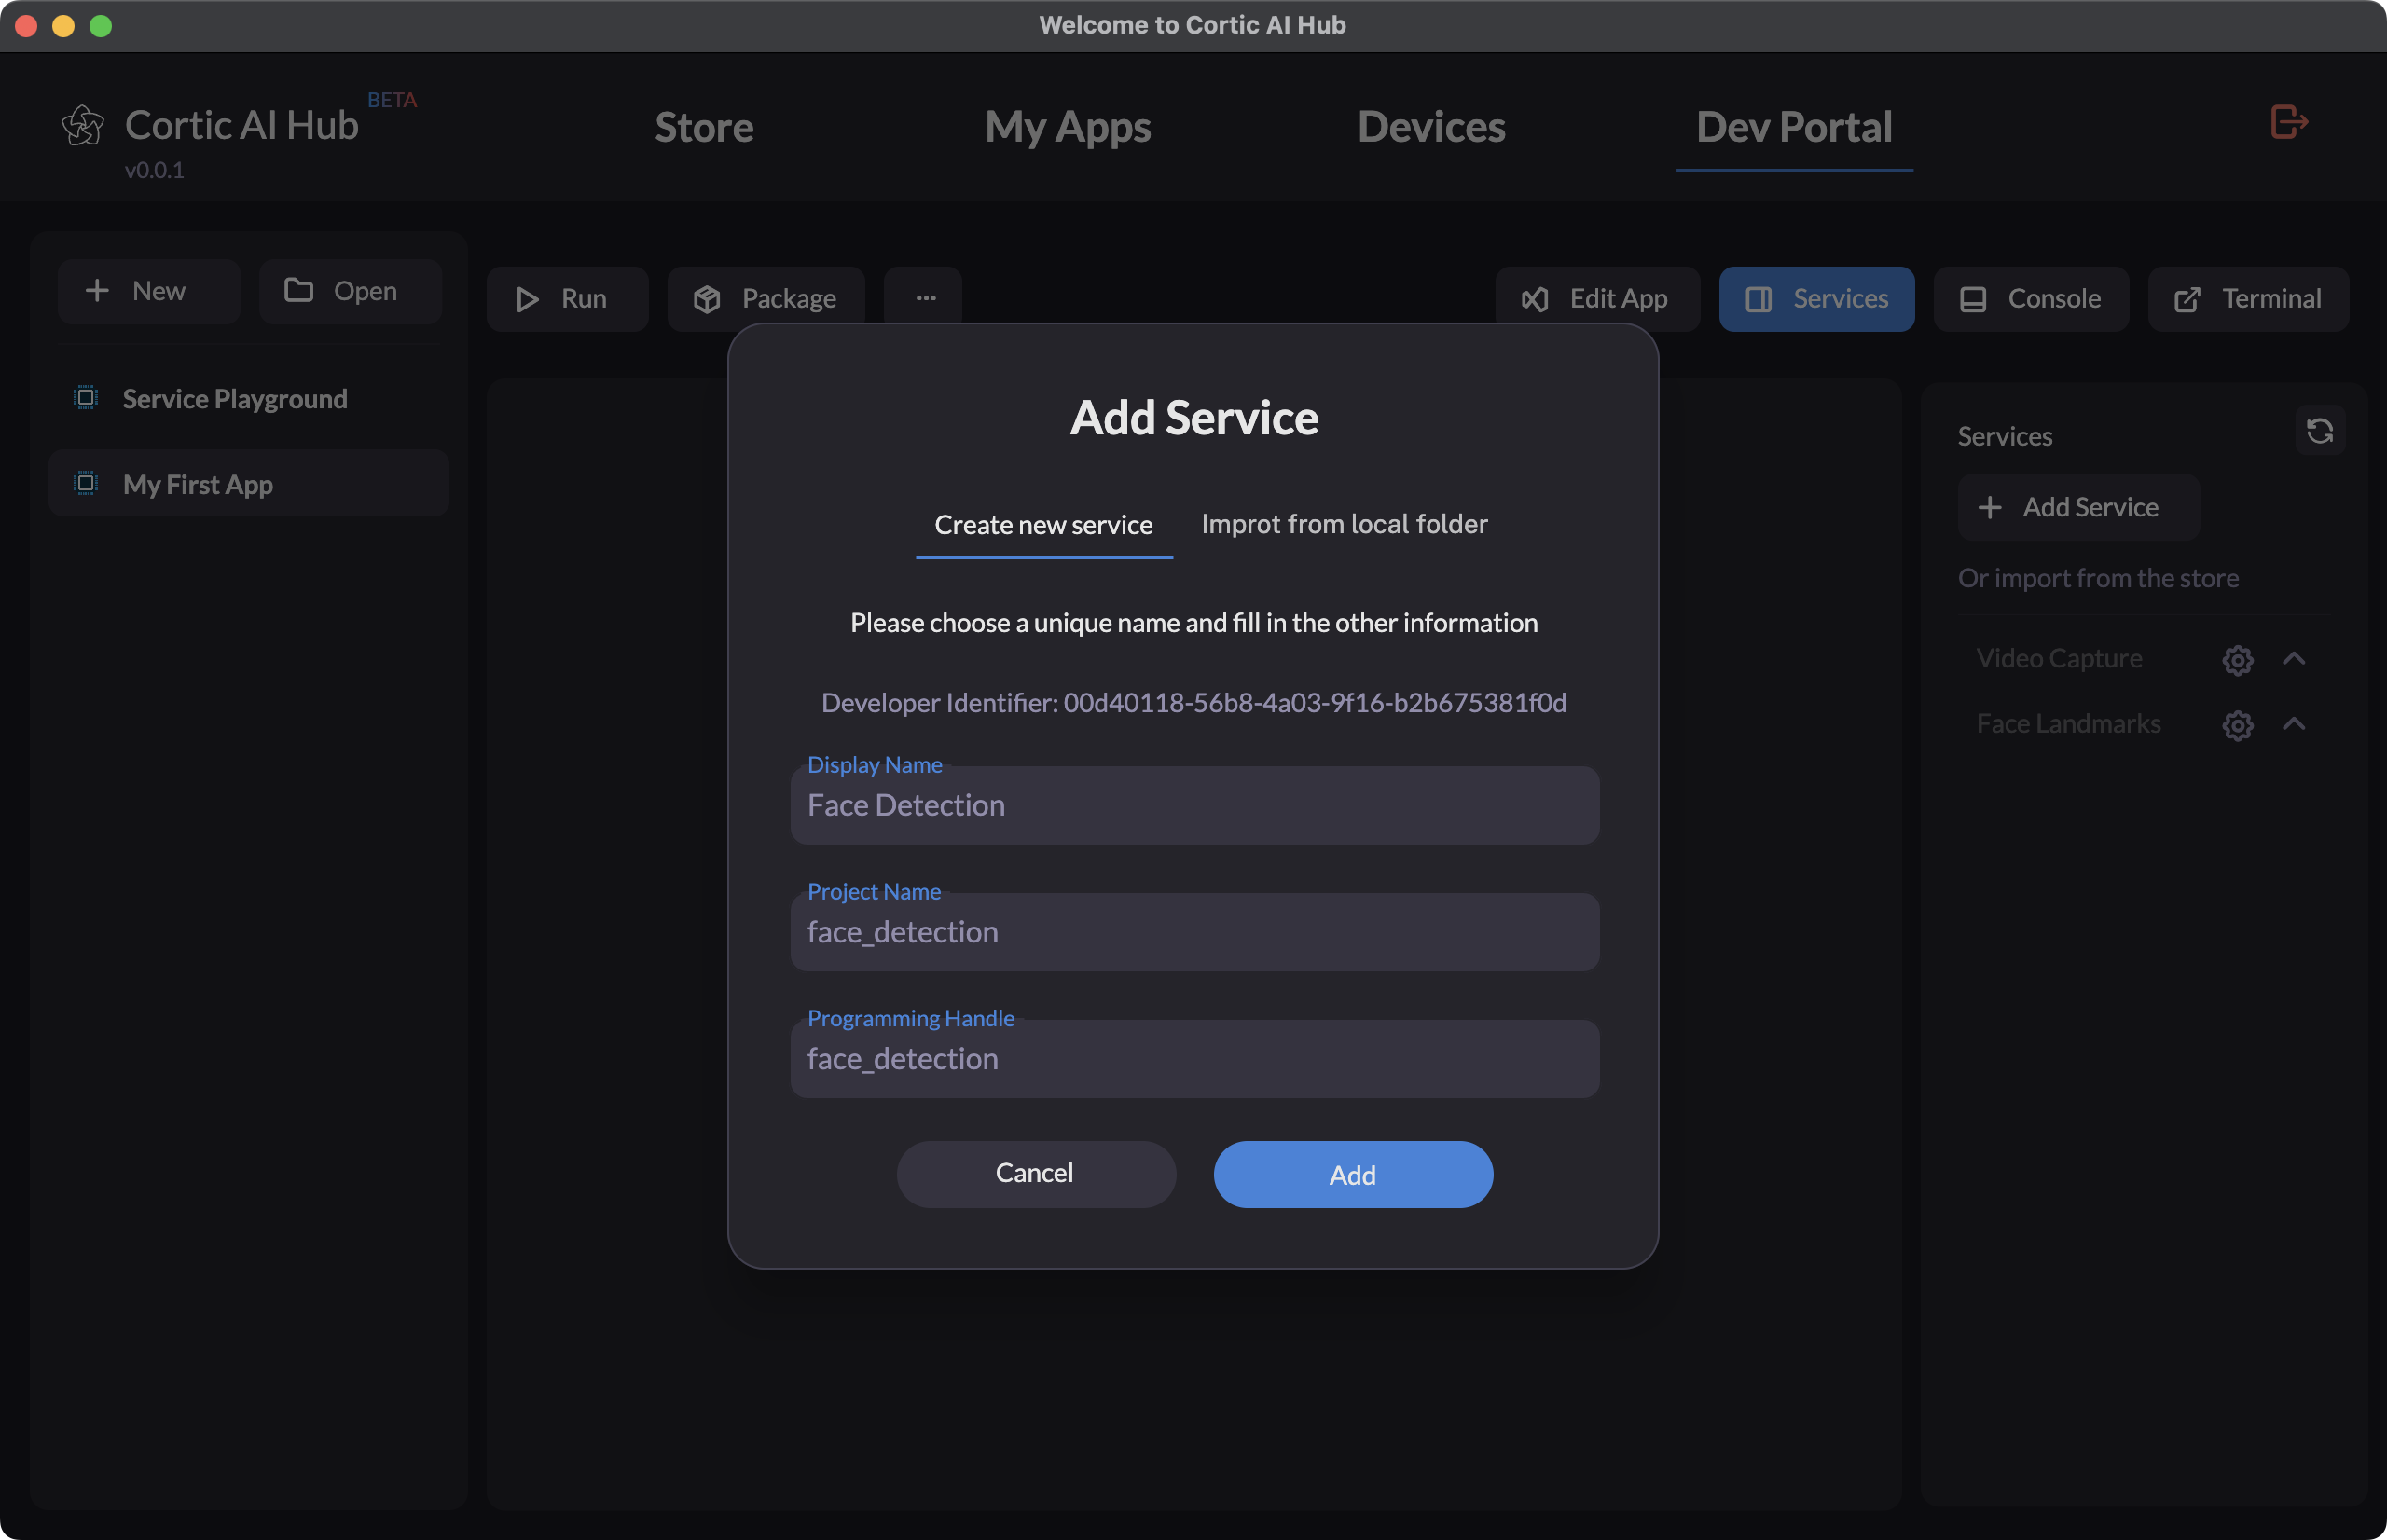 Welcome to Cortic AI Hub
Cortic AI Hub BETA
v0.0.1
Store
My Apps
Devices
Dev Portal
New
Open
Run
Package
...
Edit App
Services
Console
Terminal
Service Playground
My First App
Add Service
Create new service
Improt from local folder
Please choose a unique name and fill in the other information
Developer Identifier: 00d40118-56b8-4a03-9f16-b2b675381f0d
Display Name
Face Detection
Project Name
face_detection
Programming Handle
face_detection
Cancel
Add
Services
Add Service
Or import from the store
Video Capture
Face Landmarks